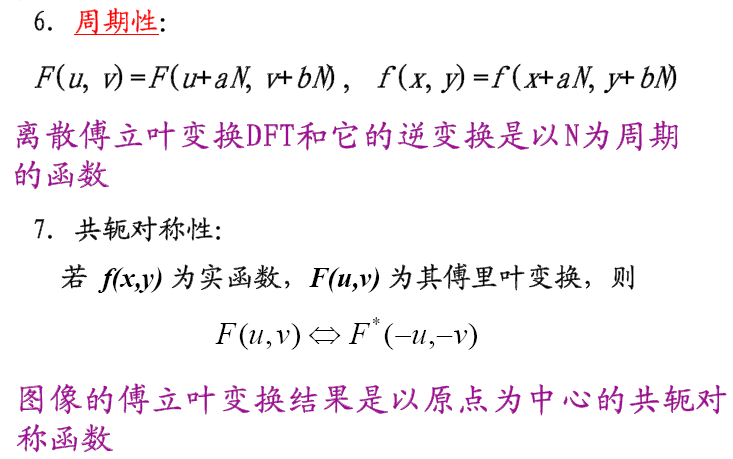 6. 周期性:
F(u, v)=F(u+aN, v+bN), f(x, y)=f(x+aN, y+bN)
离散傅立叶变换DFT和它的逆变换是以N为周期
的函数
7. 共轭对称性:
若 f(x,y) 为实函数，F(u,v) 为其傅里叶变换，则
F(u,v)⇔F*(−u,−v)
图像的傅立叶变换结果是以原点为中心的共轭对
称函数